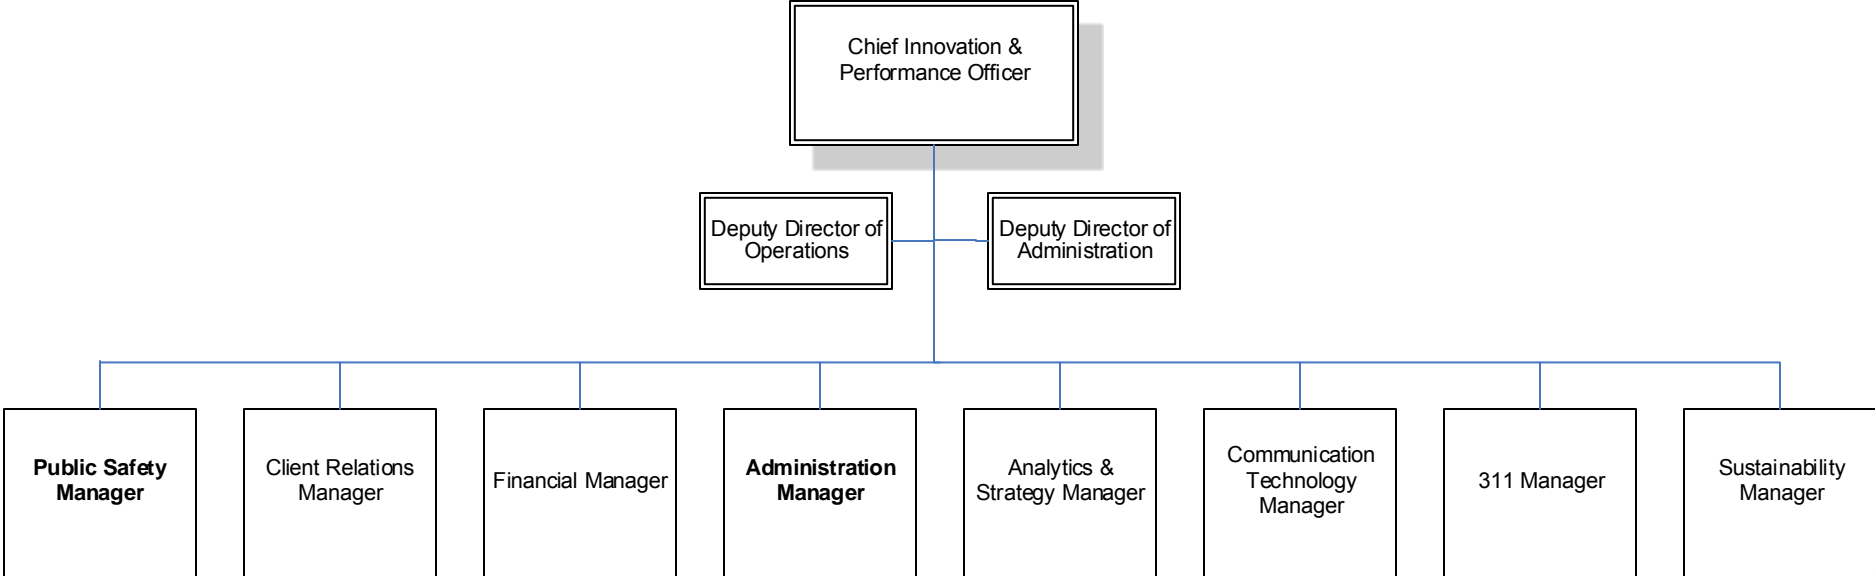 Chief Innovation &
Performance Officer
Deputy Director of
Operations
Deputy Director of
Administration
Public Safety
Manager
Client Relations
Manager
Financial Manager
Administration
Manager
Analytics &
Strategy Manager
Communication
Technology
Manager
311 Manager
Sustainability
Manager